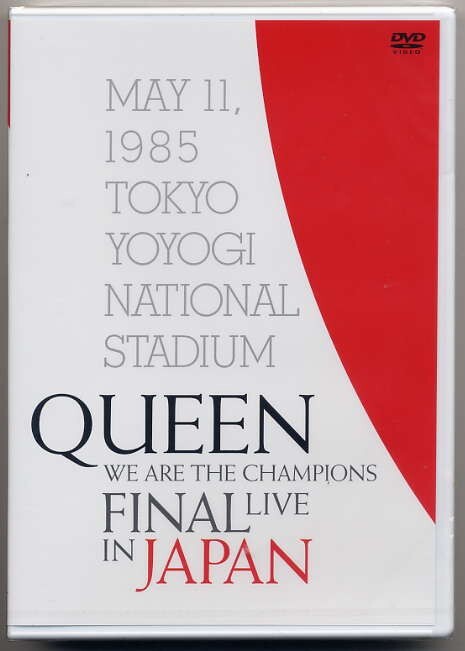 DVD
VIDEO
MAY 11,
1985
TOKYO
YOYOGI
NATIONAL
STADIUM
QUEEN
WE ARE THE CHAMPIONS
FINAL LIVE
IN JAPAN